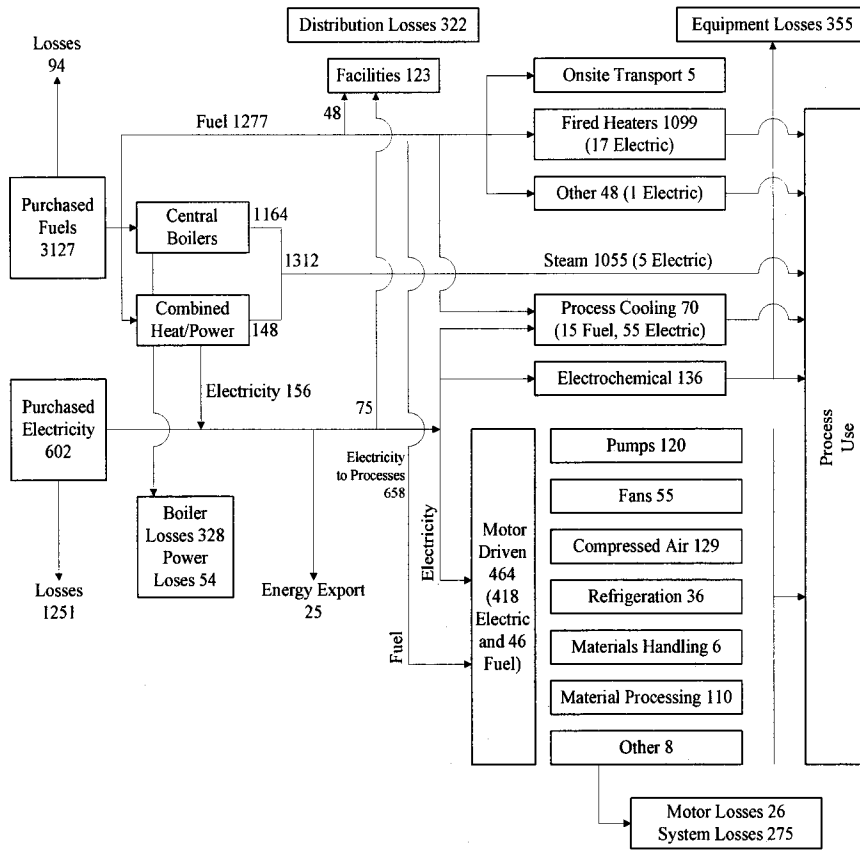 Distribution Losses 322
Equipment Losses 355
Losses
94
Facilities 123
Onsite Transport 5
Fuel 1277
48
Fired Heaters 1099
(17 Electric)
Purchased
Fuels
3127
Central
Boilers
1164
Other 48 (1 Electric)
1312
Steam 1055 (5 Electric)
Combined
Heat/Power
148
Process Cooling 70
(15 Fuel, 55 Electric)
Electricity 156
Electrochemical 136
Purchased
Electricity
602
75
Electricity
to Processes
658
Process
Use
Pumps 120
Fans 55
Boiler
Losses 328
Power
Loses 54
Electricity
Motor
Driven
464
(418
Electric
and 46
Fuel)
Compressed Air 129
Losses
1251
Energy Export
25
Refrigeration 36
Fuel
Materials Handling 6
Material Processing 110
Other 8
Motor Losses 26
System Losses 275